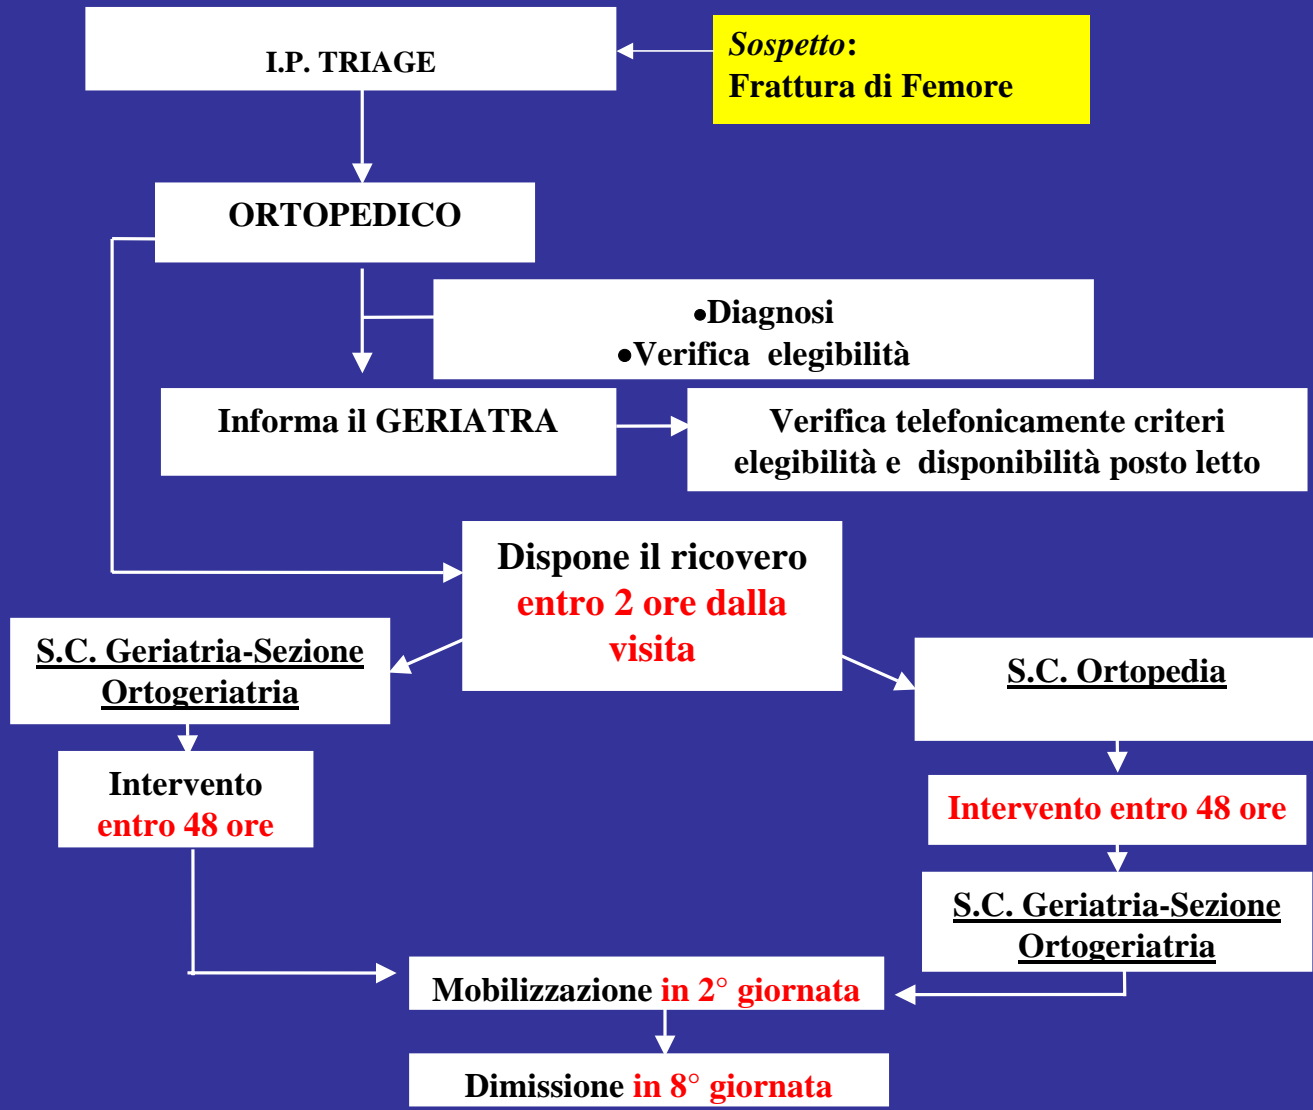 I.P. TRIAGE
Sospetto:
Frattura di Femore
ORTOPEDICO
•Diagnosi
•Verifica elegibilità
Informa il GERIATRA
Verifica telefonicamente criteri
elegibilità e disponibilità posto letto
Dispone il ricovero
entro 2 ore dalla
visita
S.C. Geriatria-Sezione
Ortogeriatria
S.C. Ortopedia
Intervento
entro 48 ore
Intervento entro 48 ore
S.C. Geriatria-Sezione
Ortogeriatria
Mobilizzazione in 2° giornata
Dimissione in 8° giornata